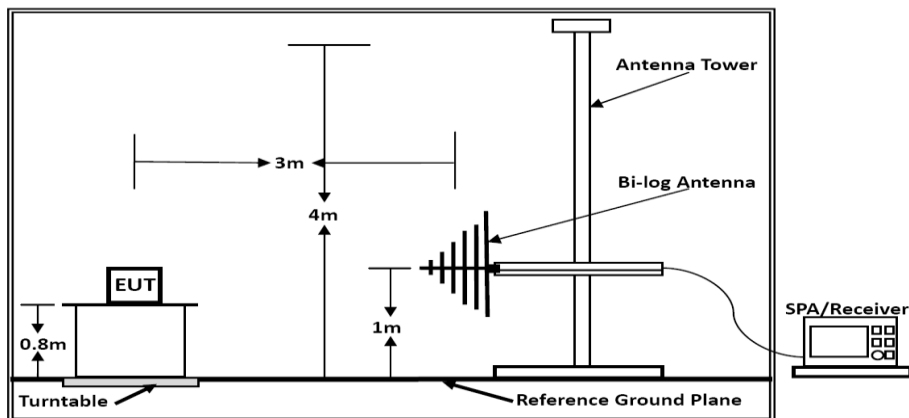 Antenna Tower
3m
Bi-log Antenna
4m
EUT
SPA/Receiver
0.8m
1m
Turntable
Reference Ground Plane